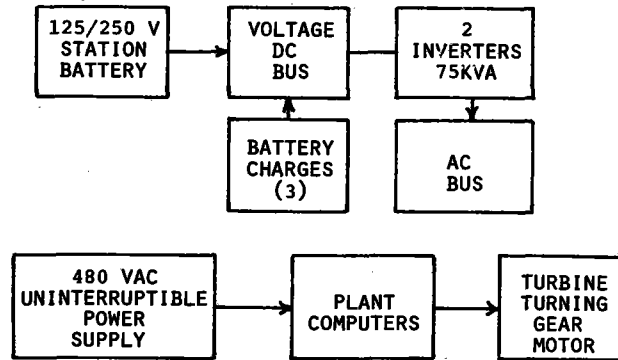 125/250 V
STATION
BATTERY
VOLTAGE
DC
BUS
2
INVERTERS
75KVA
BATTERY
CHARGES
(3)
AC
BUS
480 VAC
UNINTERRUPTIBLE
POWER
SUPPLY
PLANT
COMPUTERS
TURBINE
TURNING
GEAR
MOTOR